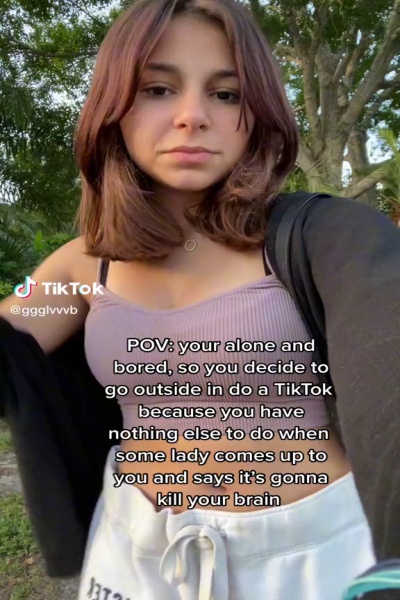 TikTok
@ggglvvvb
POV: your alone and
bored, so you decide to
go outside in do a TikTok
because you have
nothing else to do when
some lady comes up to
you and says it's gonna
kill your brain